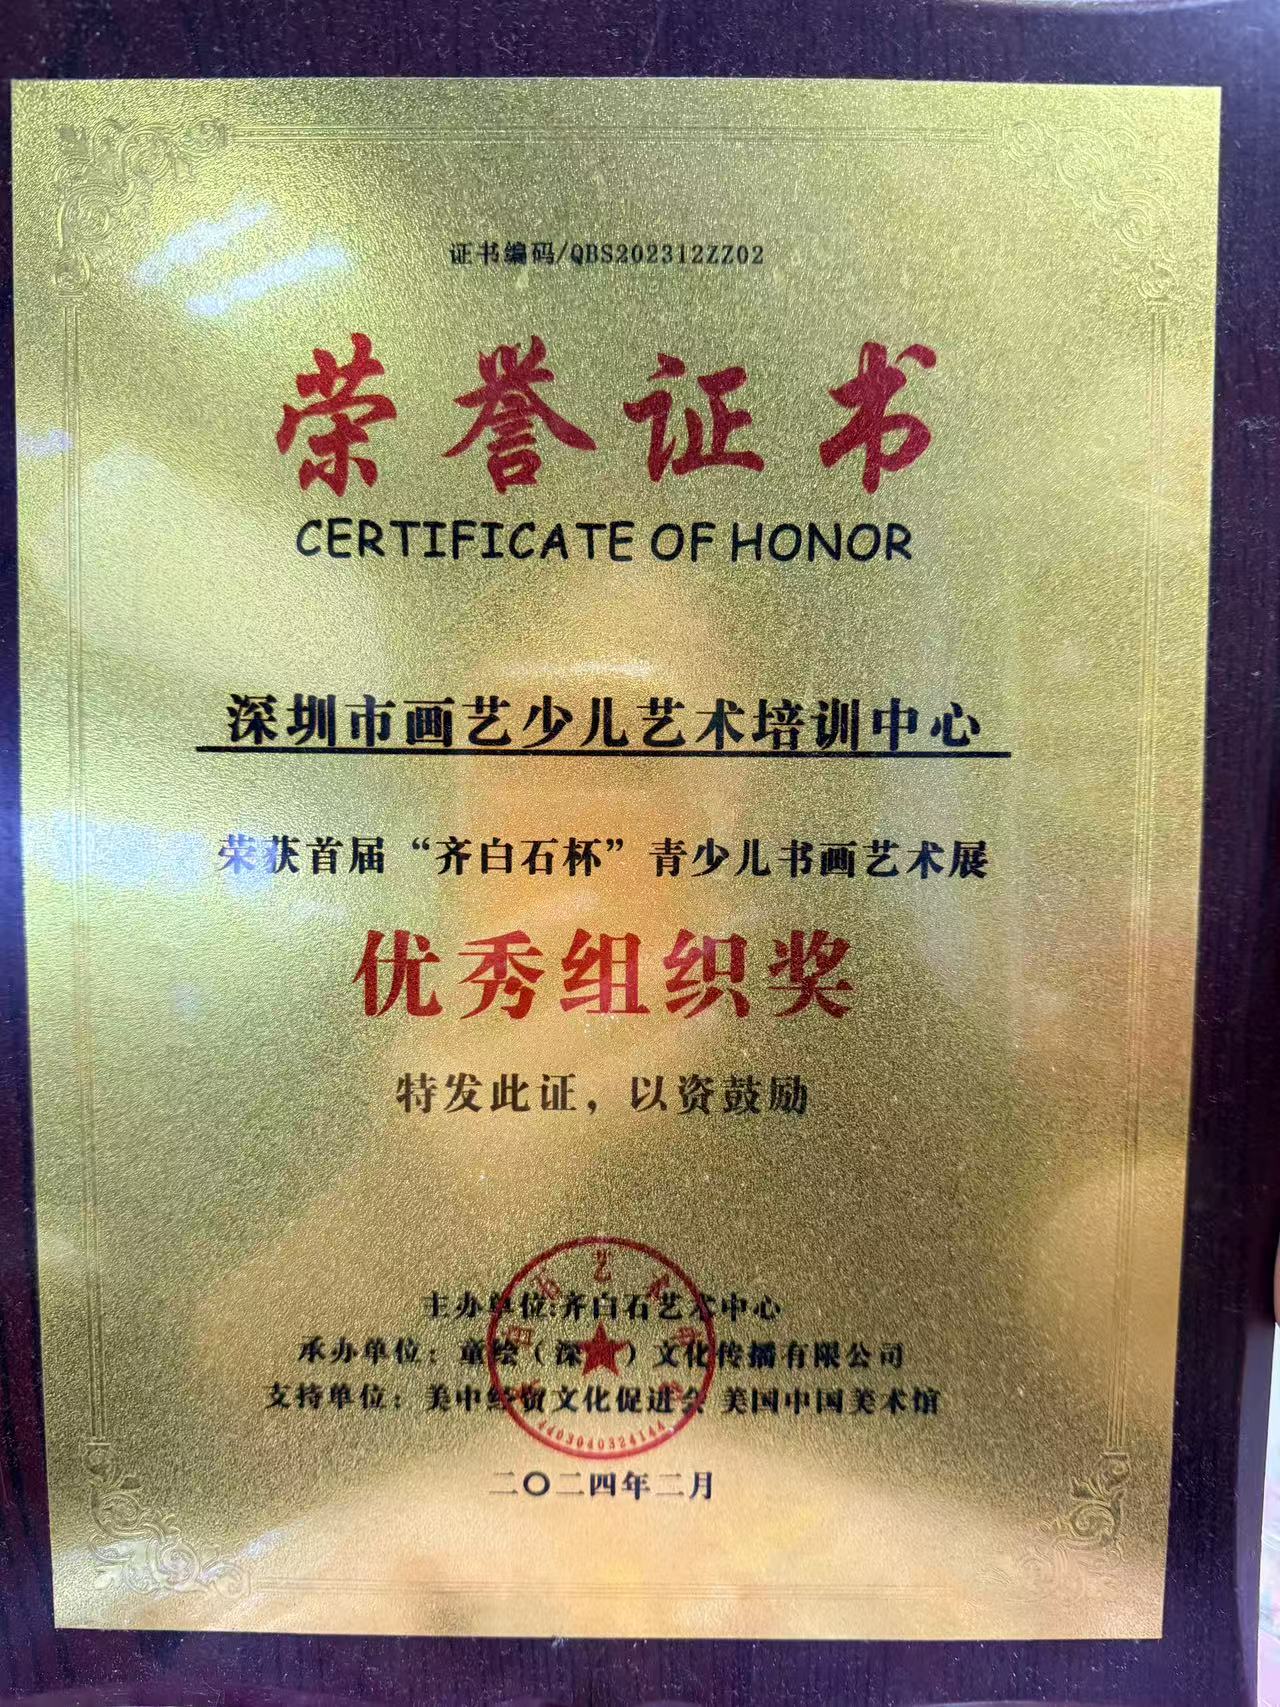 证书编码/QBS202312ZZ02
荣誉证书
CERTIFICATE OF HONOR
深圳市画艺少儿艺术培训中心
荣获首届“齐白石杯”青少儿书画艺术展
优秀组织奖
特发此证，以资鼓励
主办单位:齐白石艺术中心
承办单位：童绘（深圳）文化传播有限公司
支持单位：美中经贸文化促进会 美国中国美术馆
4403040324144
二〇二四年二月